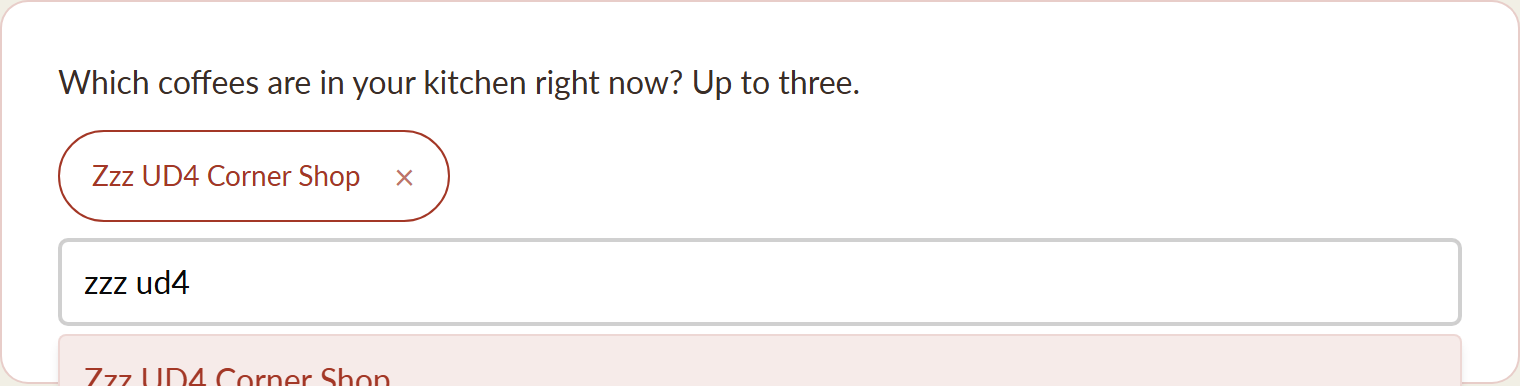 Which coffees are in your kitchen right now? Up to three.
Zzz UD4 Corner Shop ×
zzz ud4
Zzz UD4 Corner Shop